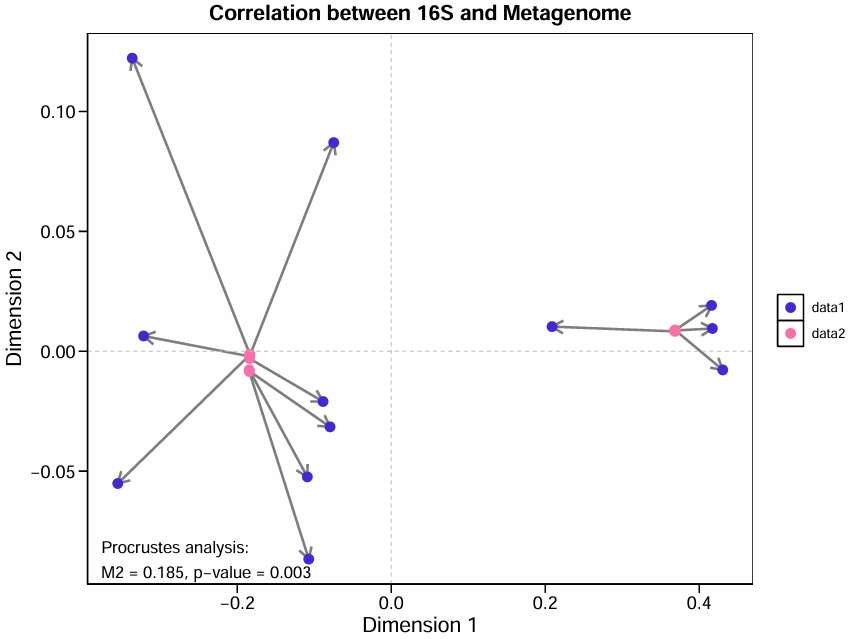 Correlation between 16S and Metagenome
0.10
0.05
0.00
−0.05
Dimension 2
Procrustes analysis:
M2 = 0.185, p−value = 0.003
−0.2
0.0
0.2
0.4
Dimension 1
data1
data2